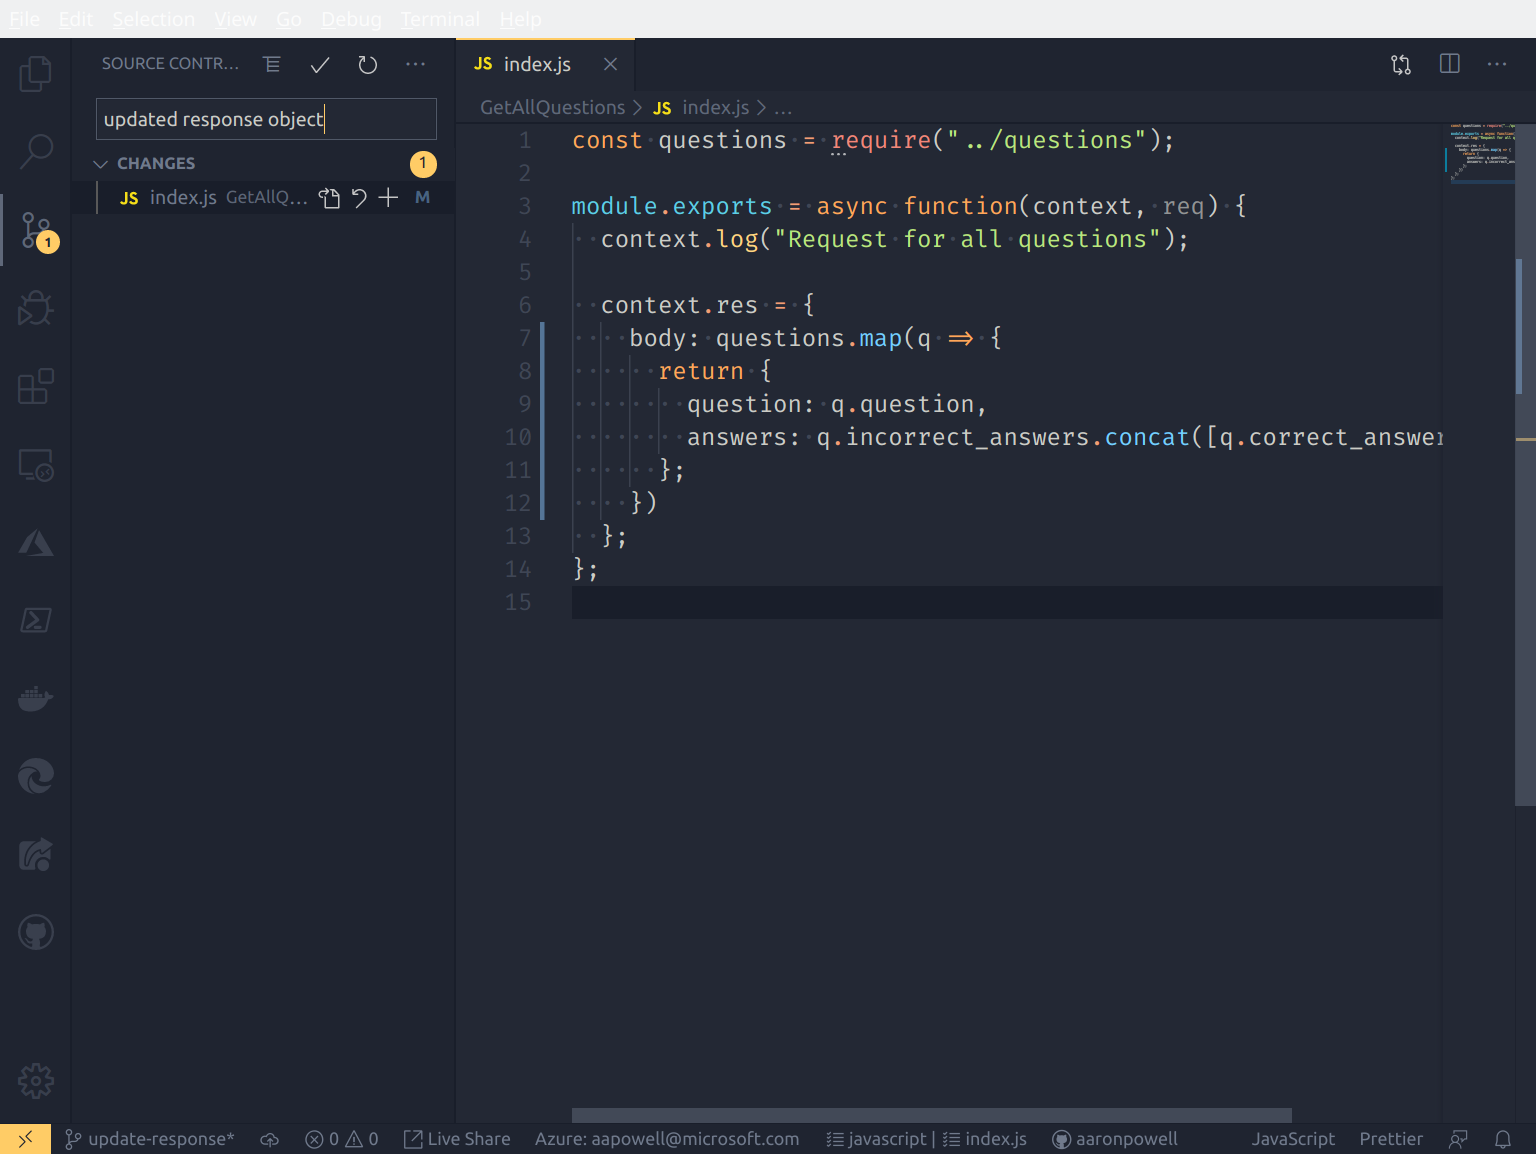 File Edit Selection View Go Debug Terminal Help
SOURCE CONTR...
updated response object
CHANGES 1
JS index.js GetAllQ... M
1
JS index.js
GetAllQuestions > JS index.js > ...
1 const questions = require("../questions");
2
3 module.exports = async function(context, req) {
4 context.log("Request for all questions");
5
6 context.res = {
7 body: questions.map(q => {
8 return {
9 question: q.question,
10 answers: q.incorrect_answers.concat([q.correct_answer
11 };
12 })
13 };
14 };
15
update-response* 0 0 Live Share Azure: aapowell@microsoft.com javascript | index.js aaronpowell JavaScript Prettier